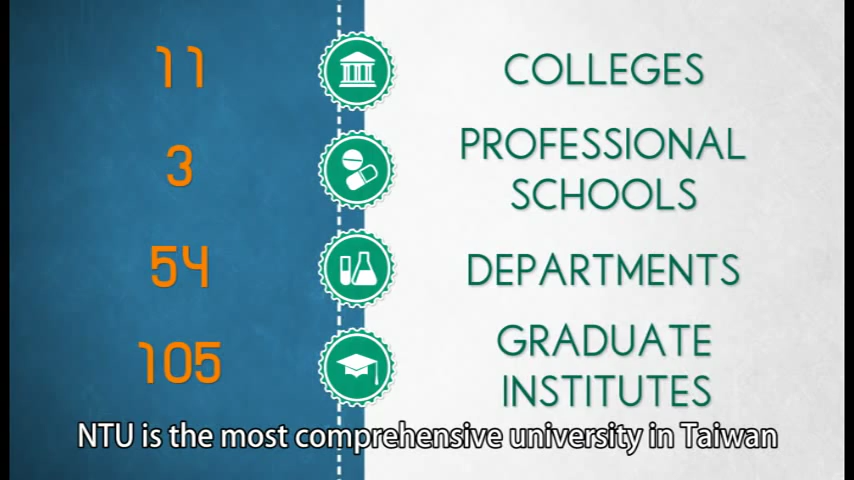 11 COLLEGES
3 PROFESSIONAL
SCHOOLS
54 DEPARTMENTS
105 GRADUATE
INSTITUTES
NTU is the most comprehensive university in Taiwan